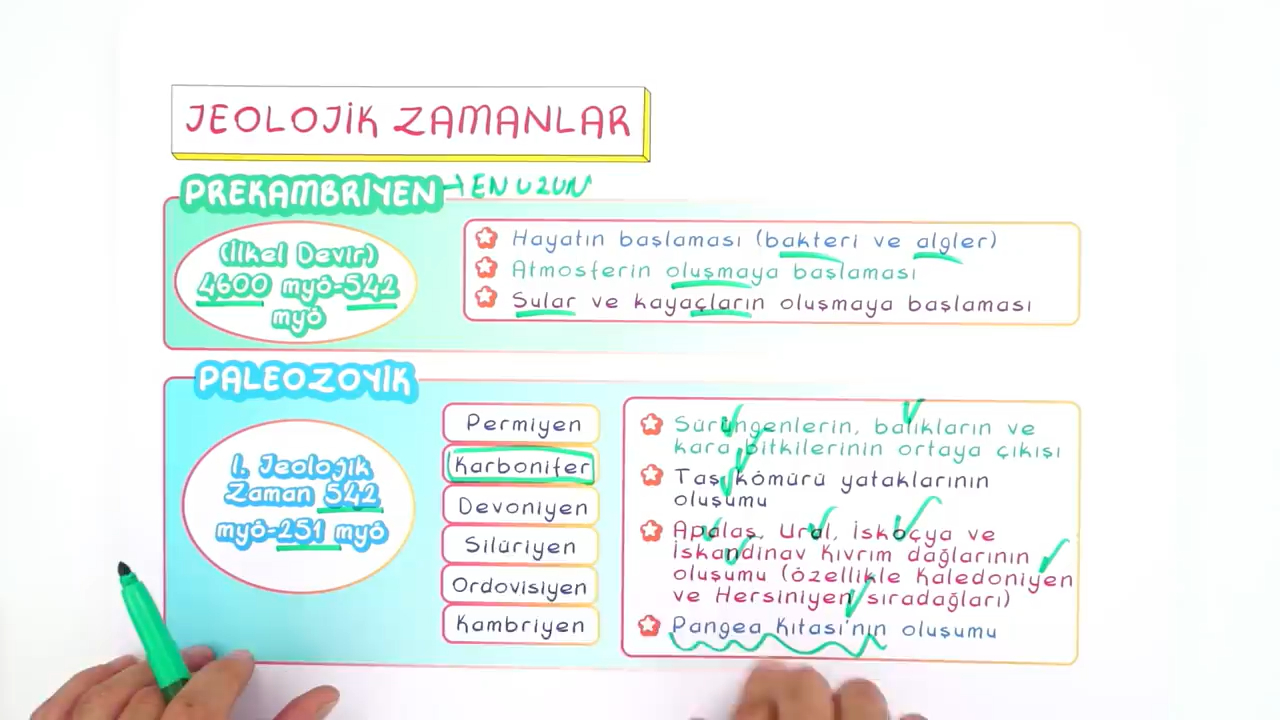 JEOLOJİK ZAMANLAR
PREKAMBRİYEN → EN UZUN
(İlkel Devir)
4600 myö-542
myö
Hayatın başlaması (bakteri ve algler)
Atmosferin oluşmaya başlaması
Sular ve kayaçların oluşmaya başlaması
PALEOZOYİK
I. Jeolojik
Zaman 542
myö-251 myö
Permiyen
Karbonifer
Devoniyen
Silüriyen
Ordovisiyen
Kambriyen
Sürüngenlerin, balıkların ve
kara bitkilerinin ortaya çıkışı
Taş kömürü yataklarının
oluşumu
Apalaş, Ural, İskoçya ve
İskandinav kıvrım dağlarının
oluşumu (özellikle Kaledoniyen
ve Hersiniyen sıradağları)
Pangea Kıtası'nın oluşumu